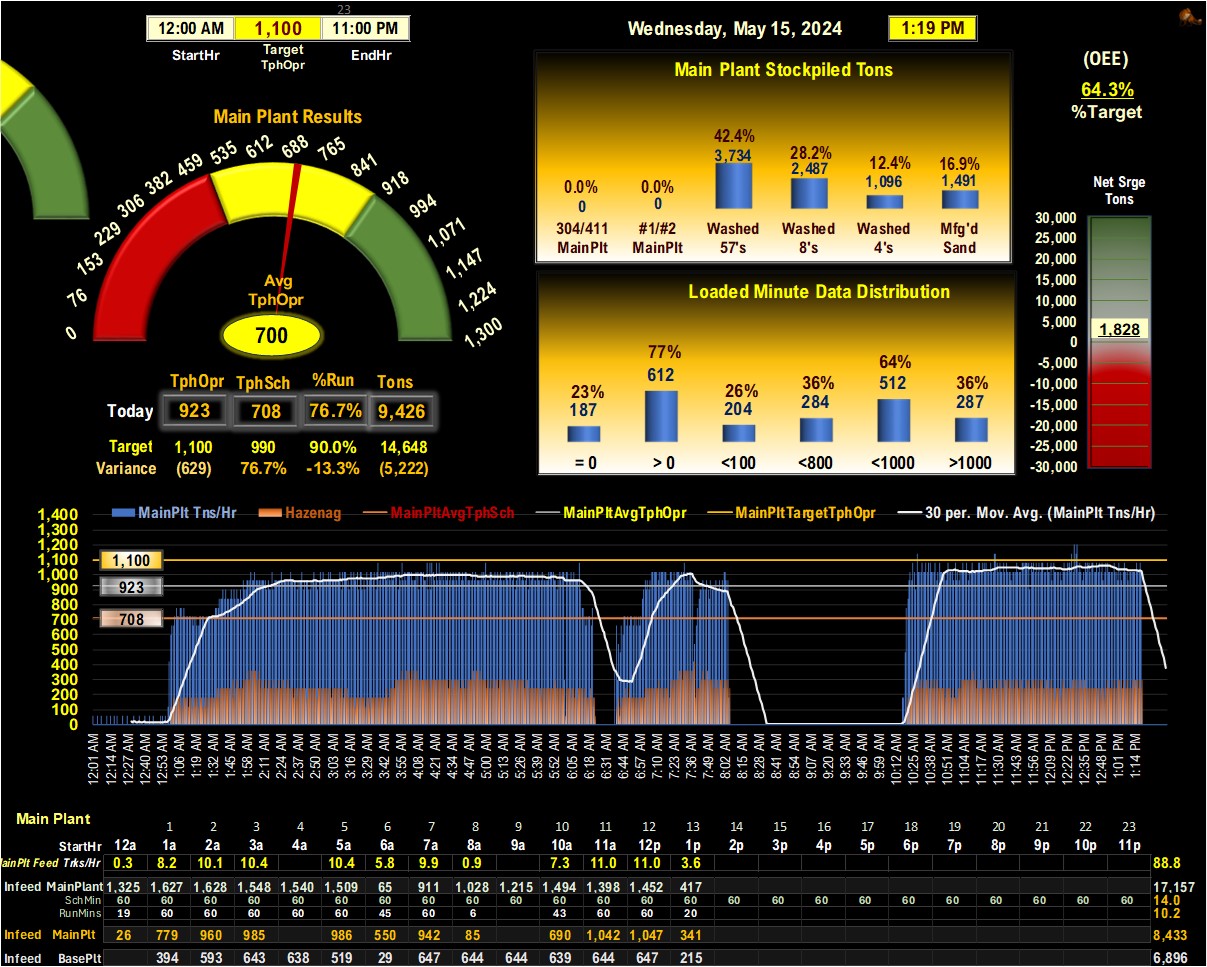 23
12:00 AM 1,100 11:00 PM
StartHr Target TphOpr EndHr
Wednesday, May 15, 2024 1:19 PM
(OEE)
64.3%
%Target
Main Plant Results
0 76 153 229 306 382 459 535 612 688 765 841 918 994 1,071 1,147 1,224 1,300
Avg
TphOpr
700
TphOpr TphSch %Run Tons
Today 923 708 76.7% 9,426
Target 1,100 990 90.0% 14,648
Variance (629) 76.7% -13.3% (5,222)
Main Plant Stockpiled Tons
0.0% 0.0% 42.4% 28.2% 12.4% 16.9%
0 0 3,734 2,487 1,096 1,491
304/411 #1/#2 Washed Washed Washed Mfg'd
MainPlt MainPlt 57's 8's 4's Sand
Loaded Minute Data Distribution
23% 77% 26% 36% 64% 36%
187 612 204 284 512 287
= 0 > 0 <100 <800 <1000 >1000
Net Srge
Tons
30,000
25,000
20,000
15,000
10,000
5,000
1,828
0
-5,000
-10,000
-15,000
-20,000
-25,000
-30,000
MainPlt Tns/Hr Hazenag MainPltAvgTphSch MainPltAvgTphOpr MainPltTargetTphOpr 30 per. Mov. Avg. (MainPlt Tns/Hr)
1,400
1,300
1,200
1,100 1,100
1,000
900 923
800
700 708
600
500
400
300
200
100
0
12:01 AM 12:14 AM 12:27 AM 12:40 AM 12:53 AM 1:06 AM 1:19 AM 1:32 AM 1:45 AM 1:58 AM 2:11 AM 2:24 AM 2:37 AM 2:50 AM 3:03 AM 3:16 AM 3:29 AM 3:42 AM 3:55 AM 4:08 AM 4:21 AM 4:34 AM 4:47 AM 5:00 AM 5:13 AM 5:26 AM 5:39 AM 5:52 AM 6:05 AM 6:18 AM 6:31 AM 6:44 AM 6:57 AM 7:10 AM 7:23 AM 7:36 AM 7:49 AM 8:02 AM 8:15 AM 8:28 AM 8:41 AM 8:54 AM 9:07 AM 9:20 AM 9:33 AM 9:46 AM 9:59 AM 10:12 AM 10:25 AM 10:38 AM 10:51 AM 11:04 AM 11:17 AM 11:30 AM 11:43 AM 11:56 AM 12:09 PM 12:22 PM 12:35 PM 12:48 PM 1:01 PM 1:14 PM
Main Plant
1 2 3 4 5 6 7 8 9 10 11 12 13 14 15 16 17 18 19 20 21 22 23
StartHr 12a 1a 2a 3a 4a 5a 6a 7a 8a 9a 10a 11a 12p 1p 2p 3p 4p 5p 6p 7p 8p 9p 10p 11p
MainPlt Feed Trks/Hr 0.3 8.2 10.1 10.4 10.4 5.8 9.9 0.9 7.3 11.0 11.0 3.6 88.8
Infeed MainPlant 1,325 1,627 1,628 1,548 1,540 1,509 65 911 1,028 1,215 1,494 1,398 1,452 417 17,157
SchMin 60 60 60 60 60 60 60 60 60 60 60 60 60 60 60 60 60 60 60 60 60 60 14.0
RunMins 19 60 60 60 60 45 60 6 43 60 60 20 10.2
Infeed MainPlt 26 779 960 985 986 550 942 85 690 1,042 1,047 341 8,433
Infeed BasePlt 394 593 643 638 519 29 647 644 644 639 644 647 215 6,896